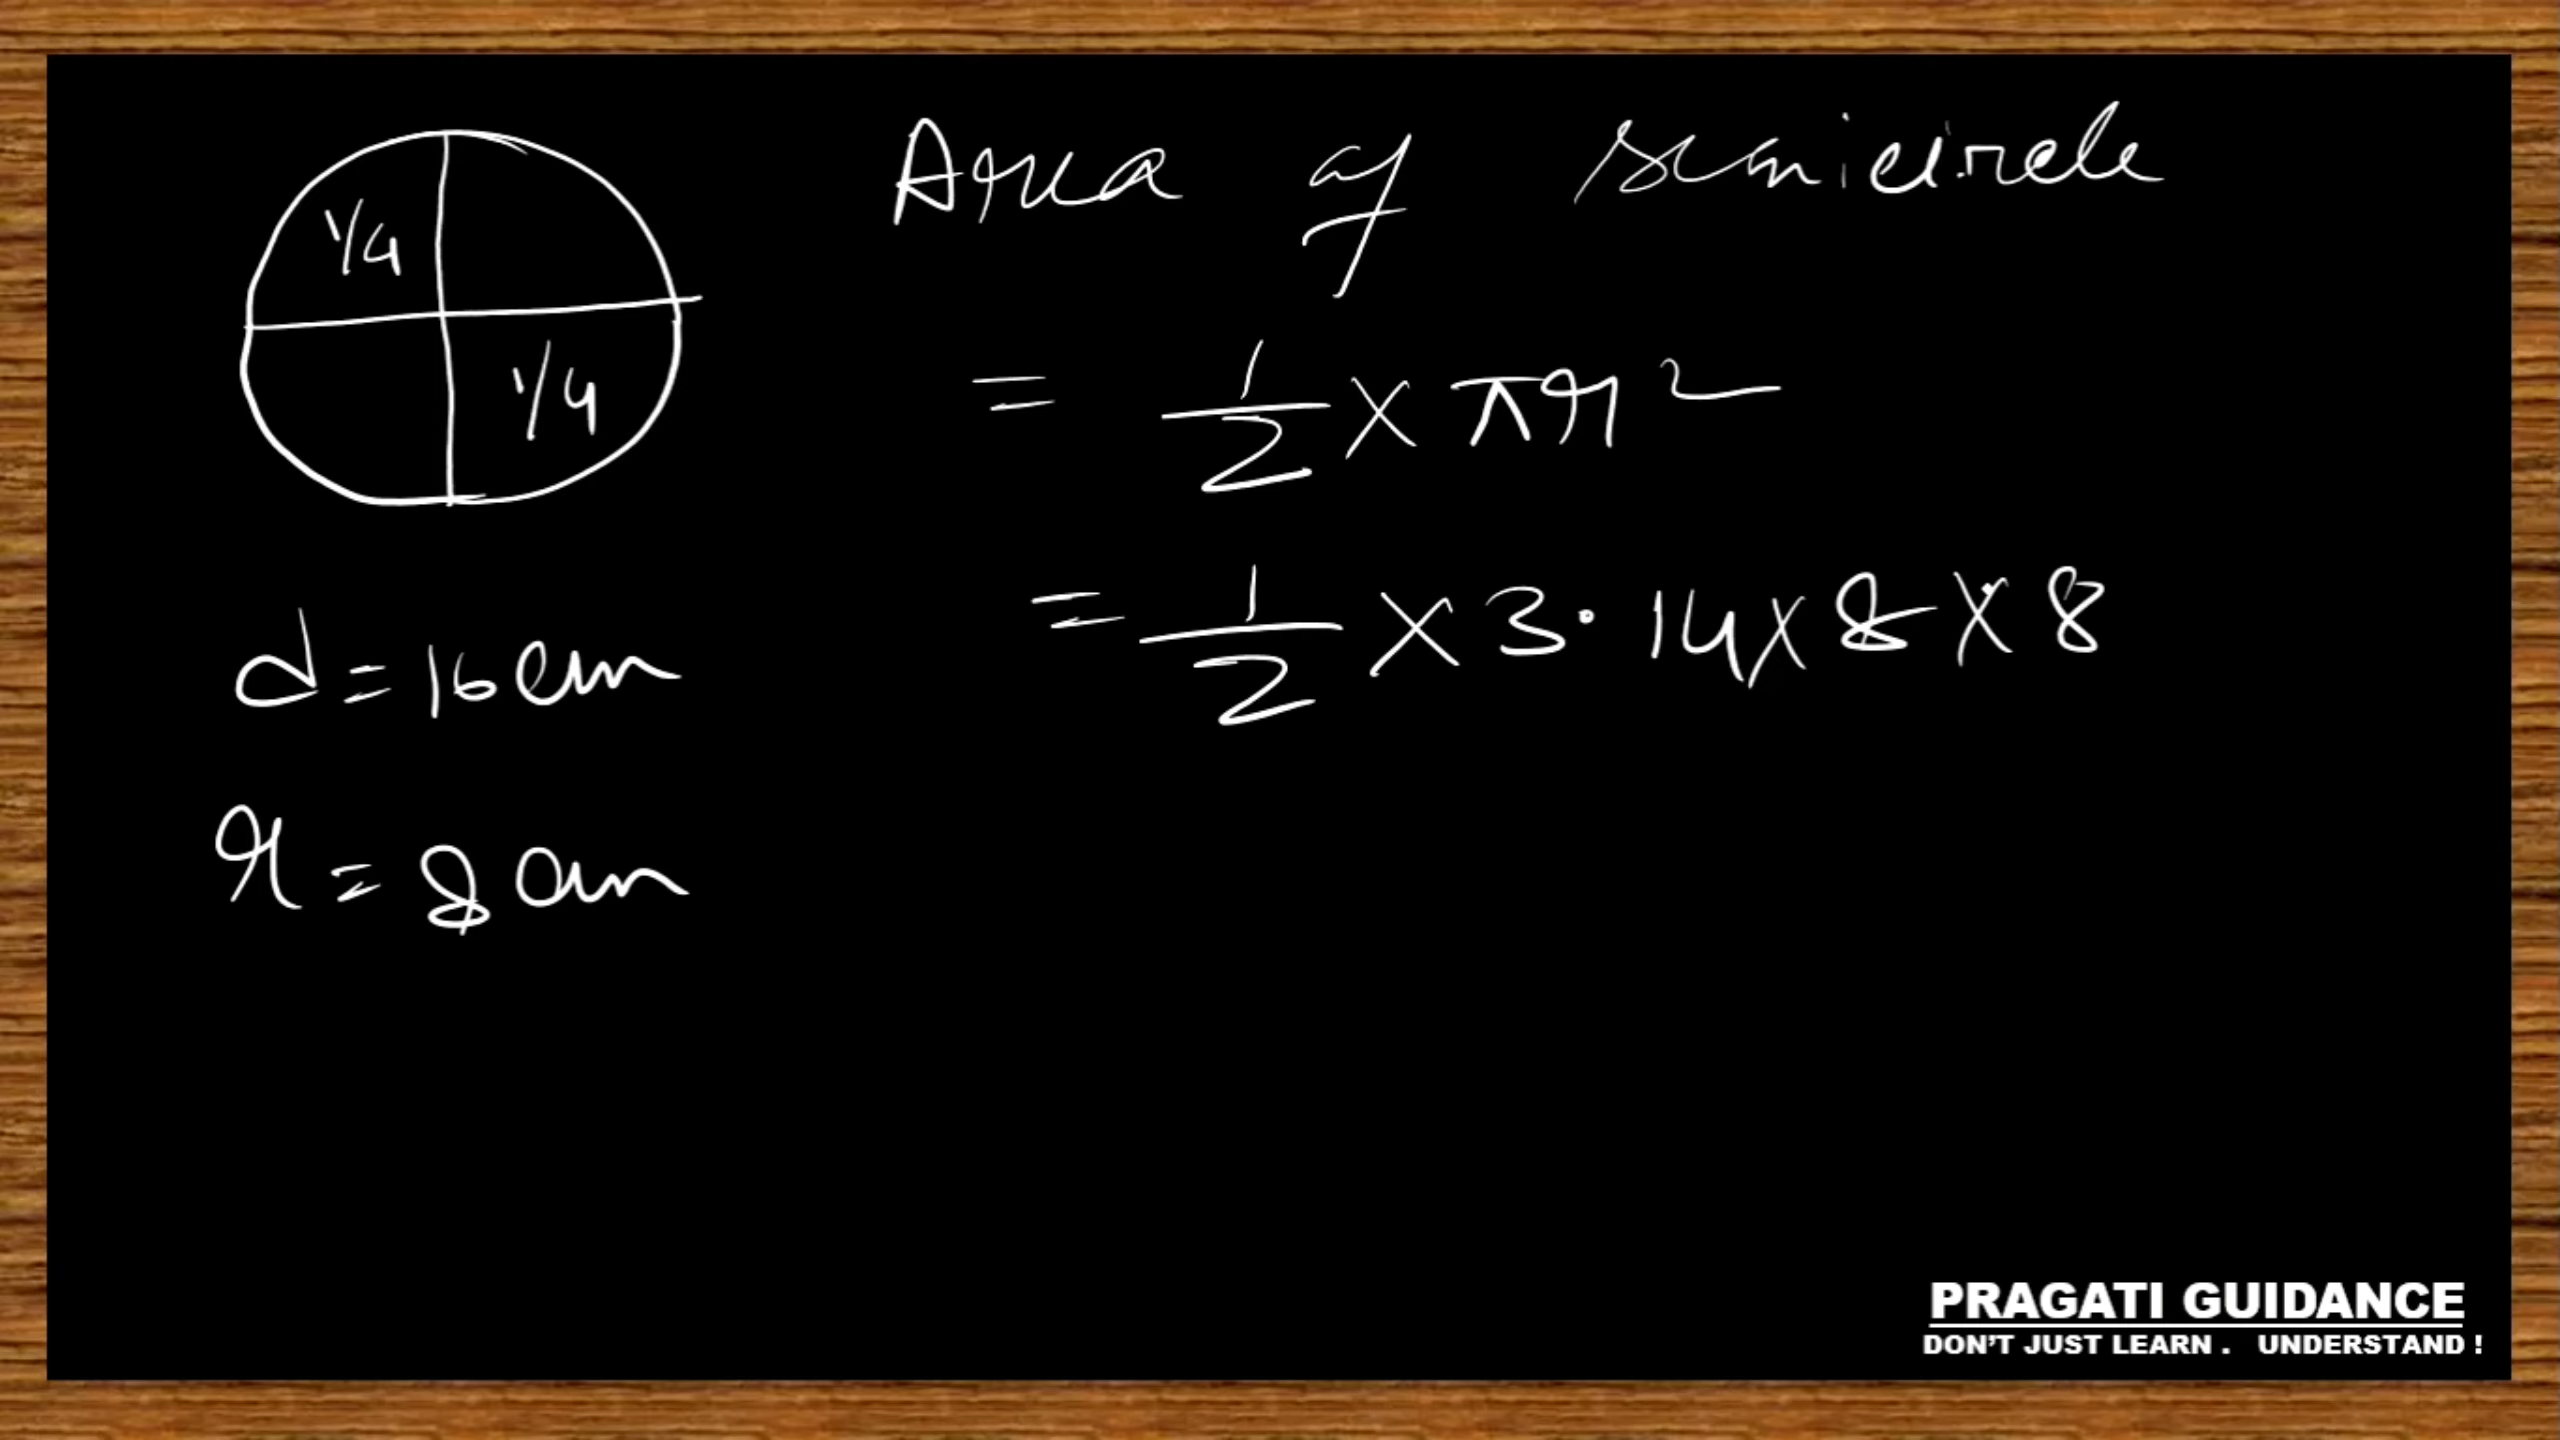 1/4
1/4
d = 16 cm
r = 8 cm
Area of semicircle
= 1/2 × πr²
= 1/2 × 3.14 × 8 × 8
PRAGATI GUIDANCE
DON'T JUST LEARN . UNDERSTAND !